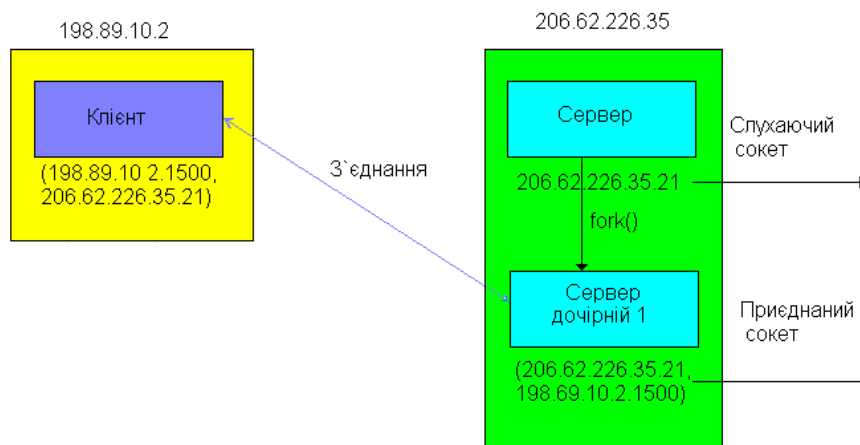 198.89.10.2
206.62.226.35
Клієнт
(198.89.10 2.1500,
206.62.226.35.21)
З`єднання
Сервер
206.62.226.35.21
Слухаючий
сокет
fork()
Сервер
дочірній 1
(206.62.226.35.21,
198.69.10.2.1500)
Приєднаний
сокет